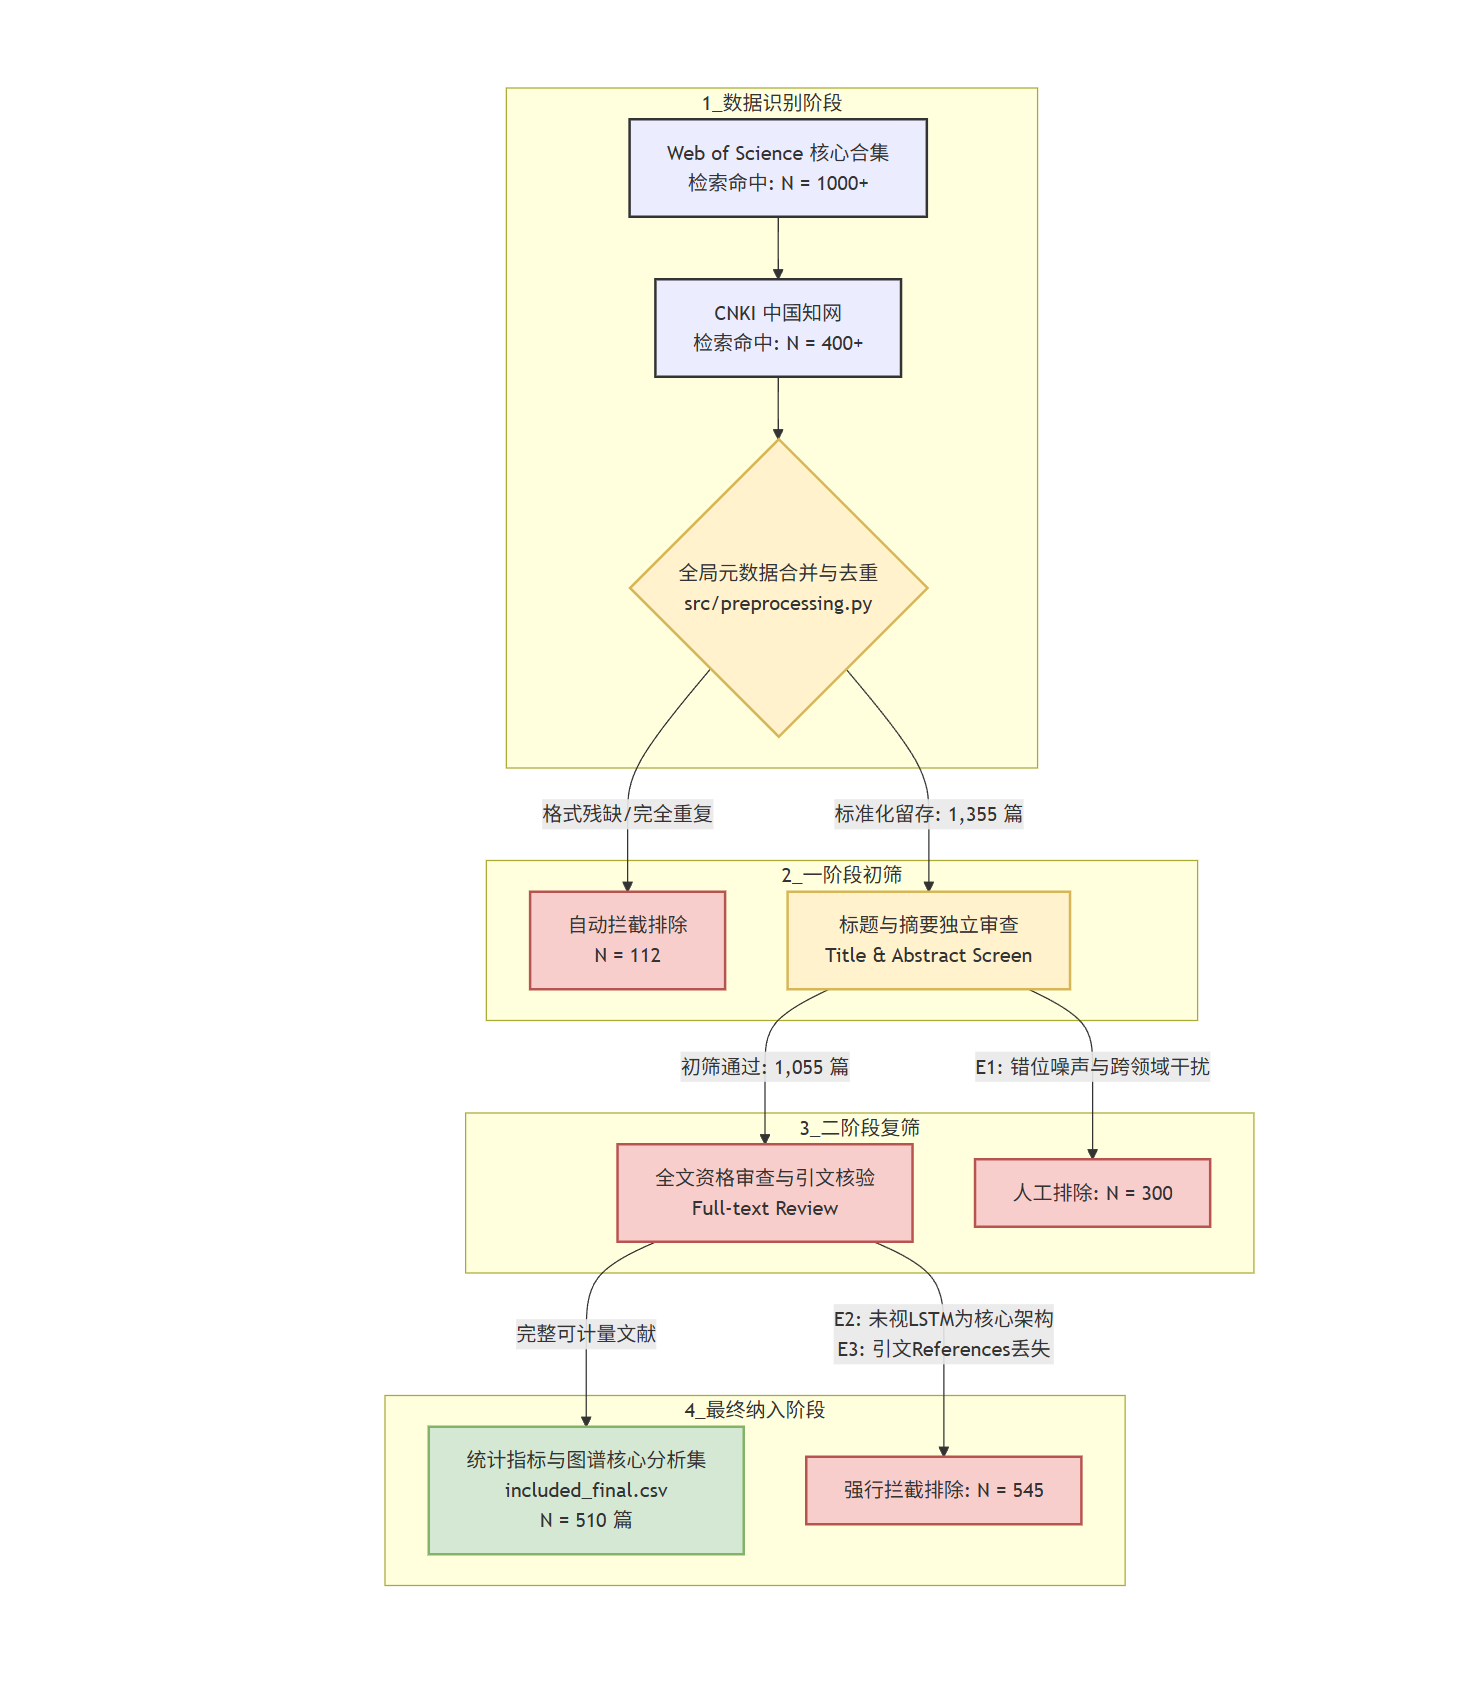 1_数据识别阶段
Web of Science 核心合集
检索命中: N = 1000+
CNKI 中国知网
检索命中: N = 400+
全局元数据合并与去重
src/preprocessing.py
格式残缺/完全重复
标准化留存: 1,355 篇
2_一阶段初筛
自动拦截排除
N = 112
标题与摘要独立审查
Title & Abstract Screen
初筛通过: 1,055 篇
E1: 错位噪声与跨领域干扰
3_二阶段复筛
全文资格审查与引文核验
Full-text Review
人工排除: N = 300
完整可计量文献
E2: 未视LSTM为核心架构
E3: 引文References丢失
4_最终纳入阶段
统计指标与图谱核心分析集
included_final.csv
N = 510 篇
强行拦截排除: N = 545